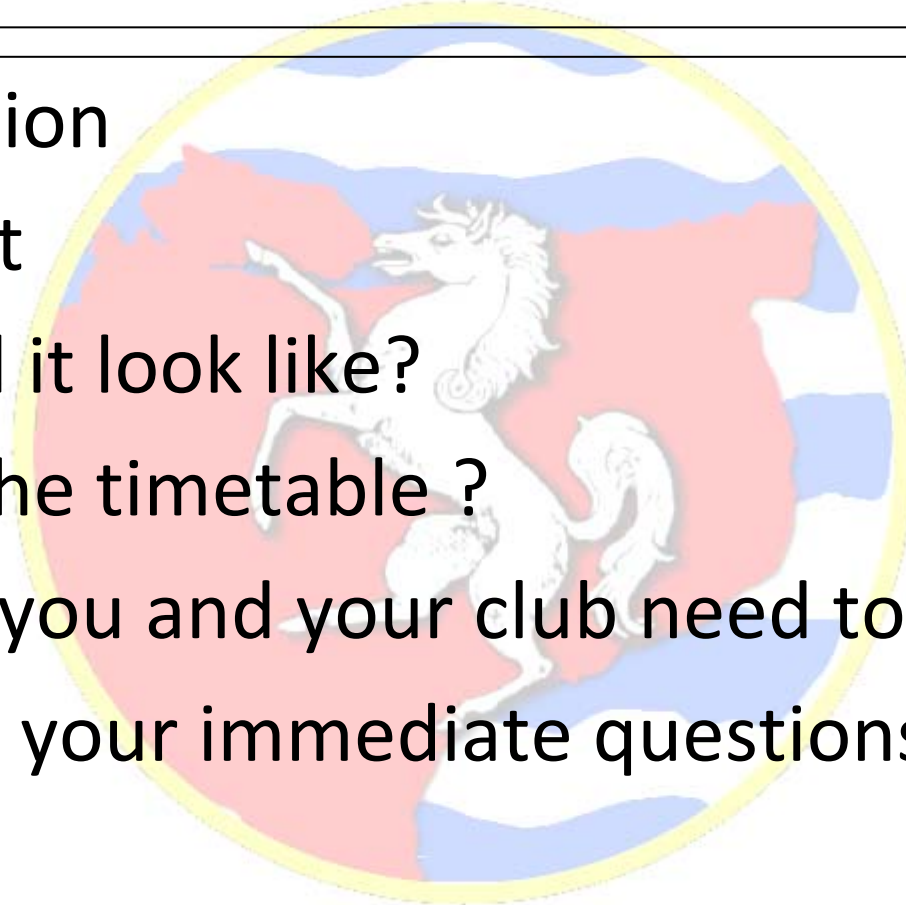 ion
t
it look like?
he timetable ?
you and your club need to
your immediate questions